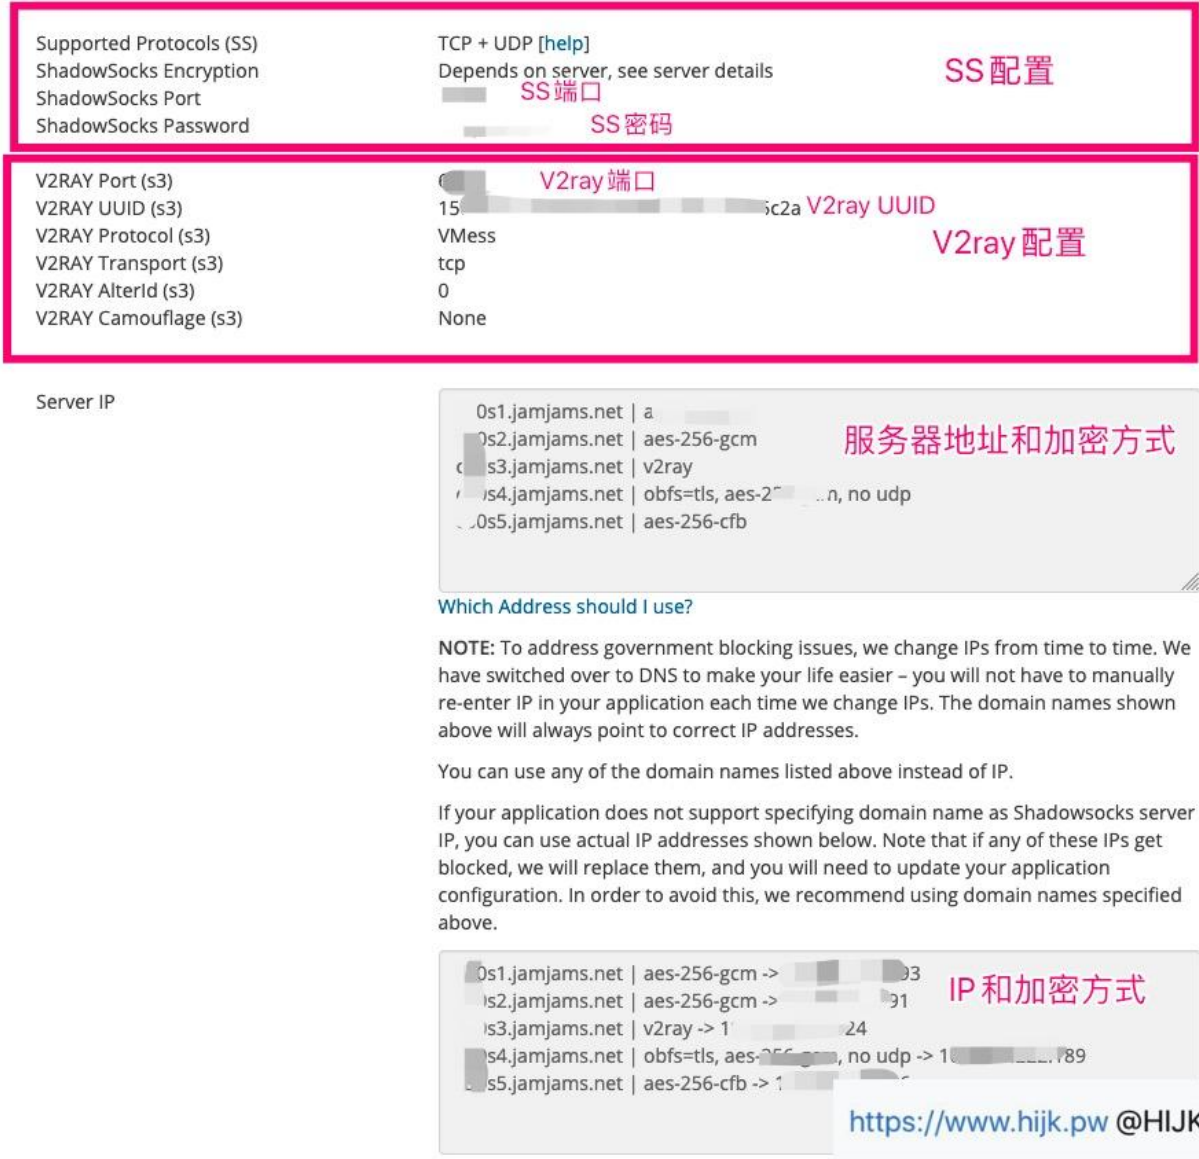 Supported Protocols (SS) TCP + UDP [help]
ShadowSocks Encryption Depends on server, see server details
SS配置
ShadowSocks Port SS端口
ShadowSocks Password SS密码
V2RAY Port (s3) V2ray端口
V2RAY UUID (s3) 15 5c2a V2ray UUID
V2RAY Protocol (s3) VMess
V2ray配置
V2RAY Transport (s3) tcp
V2RAY AlterId (s3) 0
V2RAY Camouflage (s3) None
Server IP
0s1.jamjams.net | a
0s2.jamjams.net | aes-256-gcm
服务器地址和加密方式
s3.jamjams.net | v2ray
s4.jamjams.net | obfs=tls, no udp
0s5.jamjams.net | aes-256-cfb
Which Address should I use?
NOTE: To address government blocking issues, we change IPs from time to time. We
have switched over to DNS to make your life easier – you will not have to manually
re-enter IP in your application each time we change IPs. The domain names shown
above will always point to correct IP addresses.
You can use any of the domain names listed above instead of IP.
If your application does not support specifying domain name as Shadowsocks server
IP, you can use actual IP addresses shown below. Note that if any of these IPs get
blocked, we will replace them, and you will need to update your application
configuration. In order to avoid this, we recommend using domain names specified
above.
0s1.jamjams.net | aes-256-gcm -> 93
s2.jamjams.net | aes-256-gcm -> 91
IP和加密方式
s3.jamjams.net | v2ray -> 1 24
s4.jamjams.net | obfs=tls, no udp -> 1 189
s5.jamjams.net | aes-256-cfb -> 1
https://www.hijk.pw @HIJK